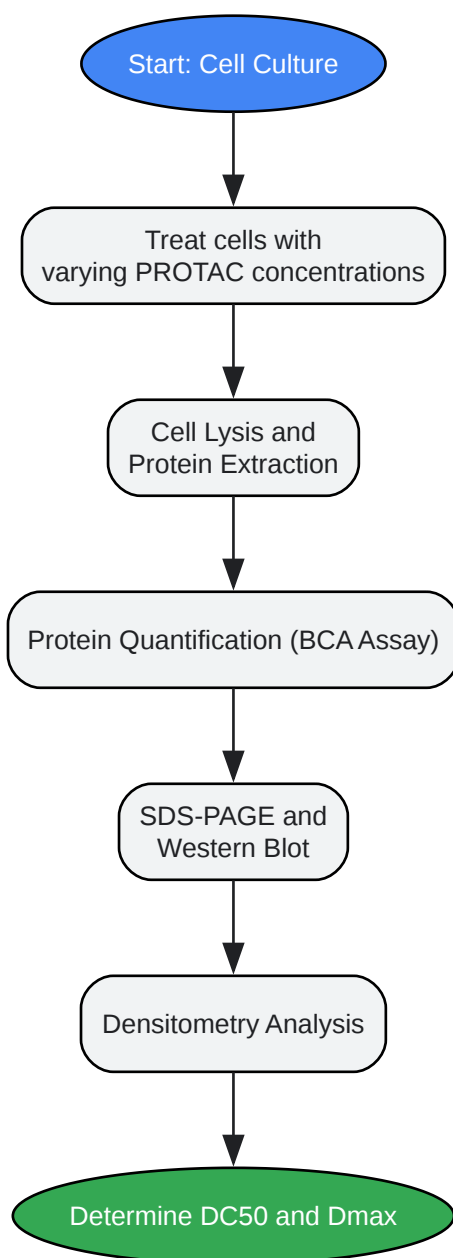 Start: Cell Culture
Treat cells with
varying PROTAC concentrations
Cell Lysis and
Protein Extraction
Protein Quantification (BCA Assay)
SDS-PAGE and
Western Blot
Densitometry Analysis
Determine DC50 and Dmax